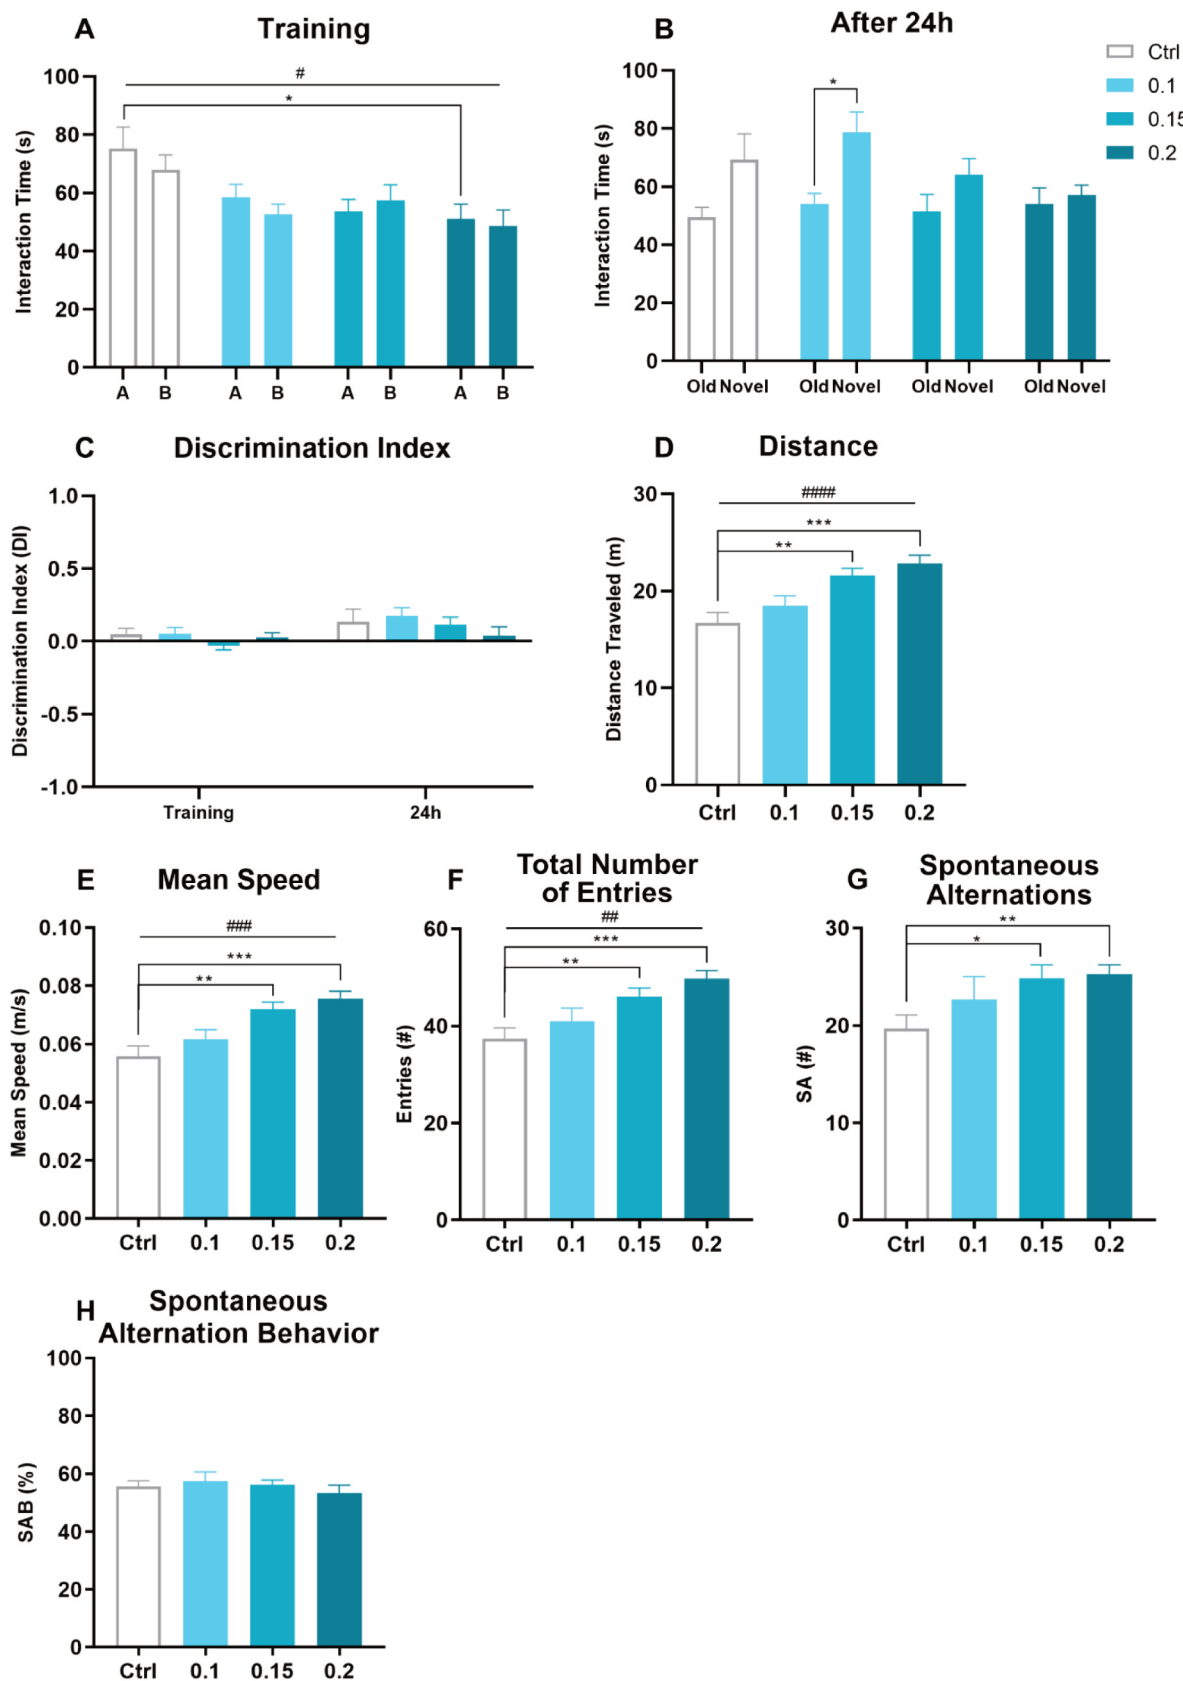 A Training
#
*
Interaction Time (s)
100
80
60
40
20
0
A B A B A B A B
B After 24h
*
Interaction Time (s)
100
80
60
40
20
0
Old Novel Old Novel Old Novel Old Novel
Ctrl
0.1
0.15
0.2
C Discrimination Index
Discrimination Index (DI)
1.0
0.5
0.0
-0.5
-1.0
Training 24h
D Distance
####
***
**
Distance Traveled (m)
30
20
10
0
Ctrl 0.1 0.15 0.2
E Mean Speed
###
***
**
Mean Speed (m/s)
0.10
0.08
0.06
0.04
0.02
0.00
Ctrl 0.1 0.15 0.2
F Total Number
of Entries
##
***
**
Entries (#)
60
40
20
0
Ctrl 0.1 0.15 0.2
G Spontaneous
Alternations
**
*
SA (#)
30
20
10
0
Ctrl 0.1 0.15 0.2
H Spontaneous
Alternation Behavior
SAB (%)
100
80
60
40
20
0
Ctrl 0.1 0.15 0.2